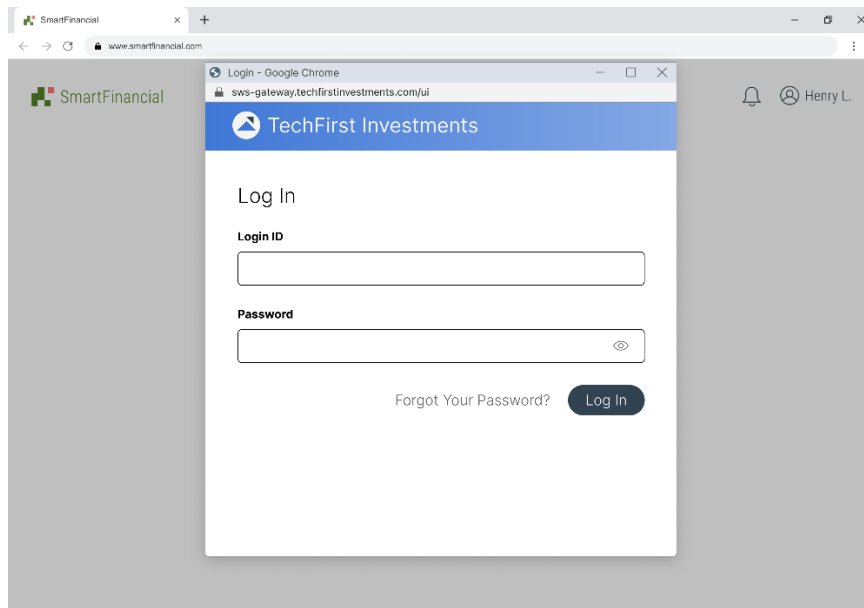 SmartFinancial
www.smartfinancial.com
SmartFinancial
Henry L.
Login - Google Chrome
sws-gateway.techfirstinvestments.com/ui
TechFirst Investments
Log In
Login ID
Password
Forgot Your Password?
Log In